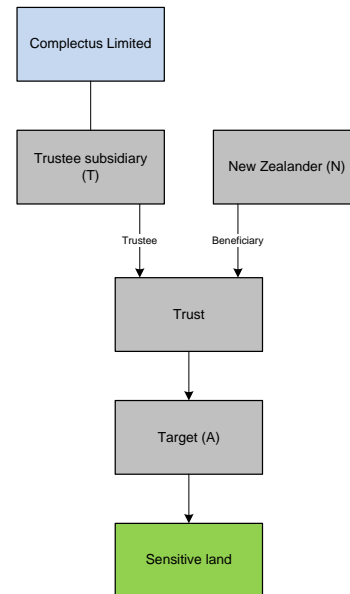 Complectus Limited
Trustee subsidiary
(T)
New Zealander (N)
Trustee
Beneficiary
Trust
Target (A)
Sensitive land